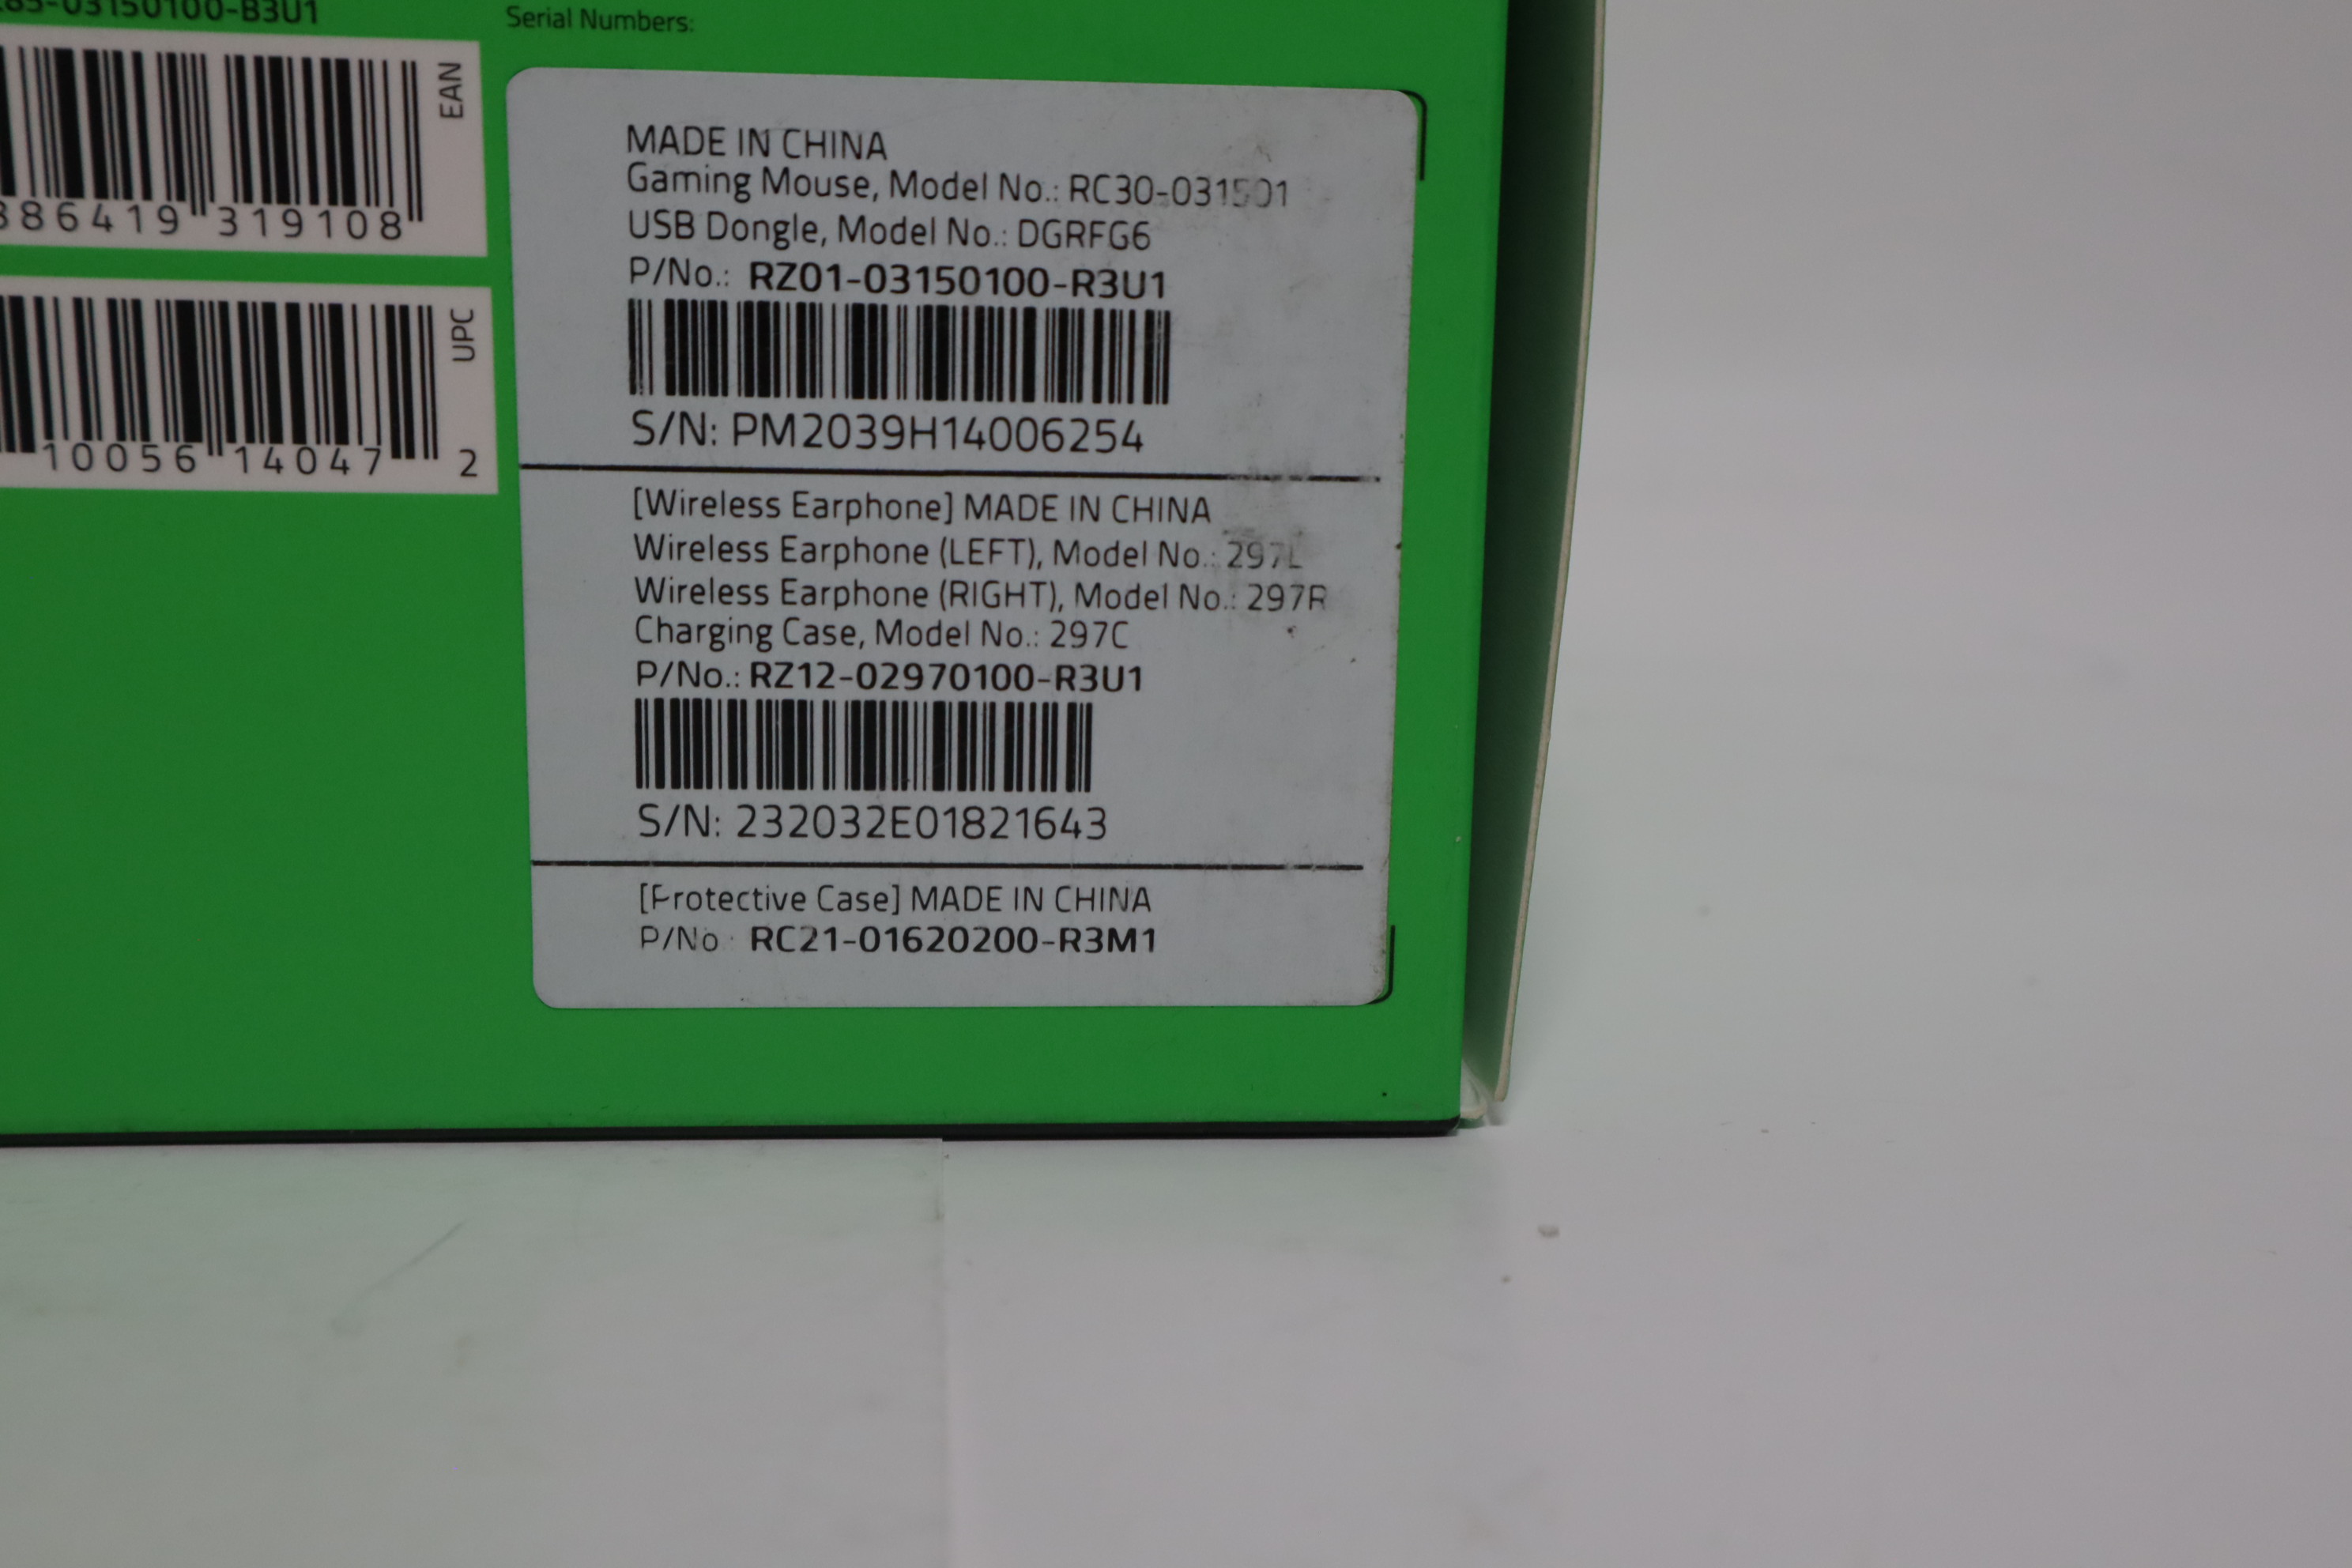 03150100-B3U1
EAN
86419 319108
UPC
10056 14047 2
Serial Numbers:
MADE IN CHINA
Gaming Mouse, Model No.: RC30-031501
USB Dongle, Model No.: DGRFG6
P/No.: RZ01-03150100-R3U1
S/N: PM2039H14006254
[Wireless Earphone] MADE IN CHINA
Wireless Earphone (LEFT), Model No.: 297L
Wireless Earphone (RIGHT), Model No.: 297R
Charging Case, Model No.: 297C
P/No.: RZ12-02970100-R3U1
S/N: 232032E01821643
[Protective Case] MADE IN CHINA
P/No.: RC21-01620200-R3M1